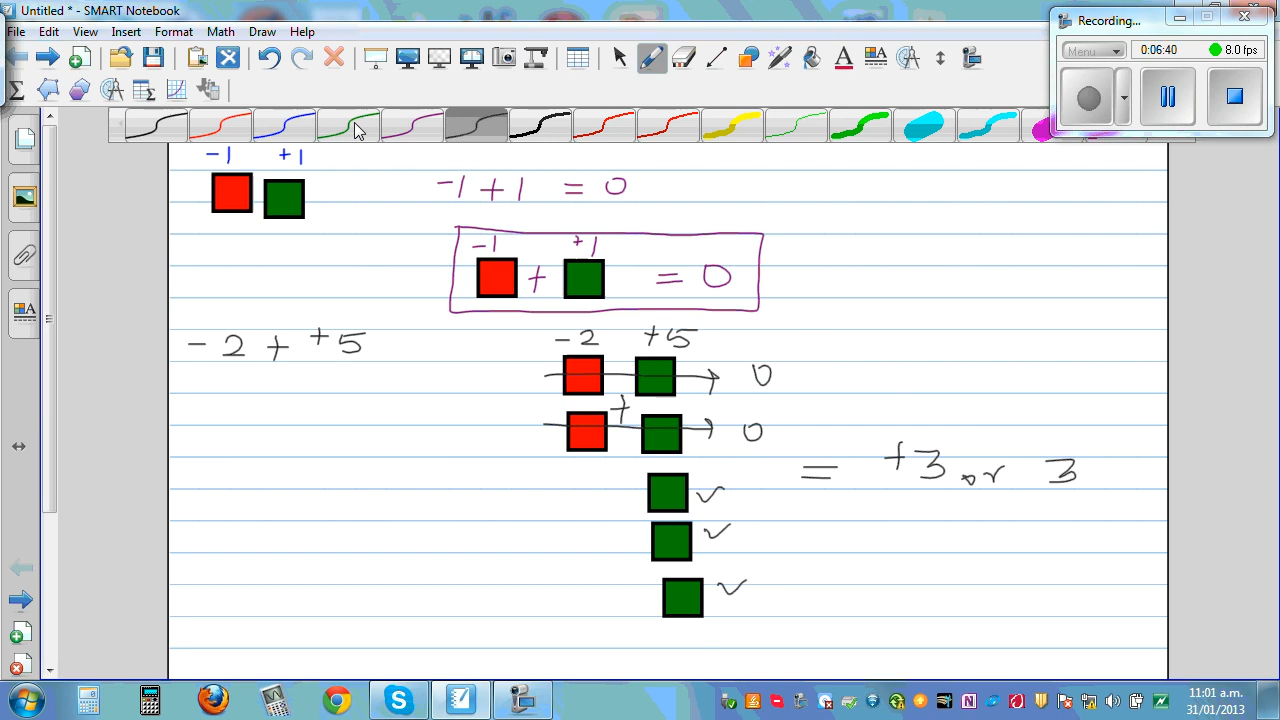 Untitled * - SMART Notebook
File Edit View Insert Format Math Draw Help
Recording...
Menu 0:06:40 8.0 fps
-1 +1
-1 + 1 = 0
-1 +1
+ = 0
-2 + +5
-2 +5
0
+
0
= +3 or 3
11:01 a.m.
31/01/2013